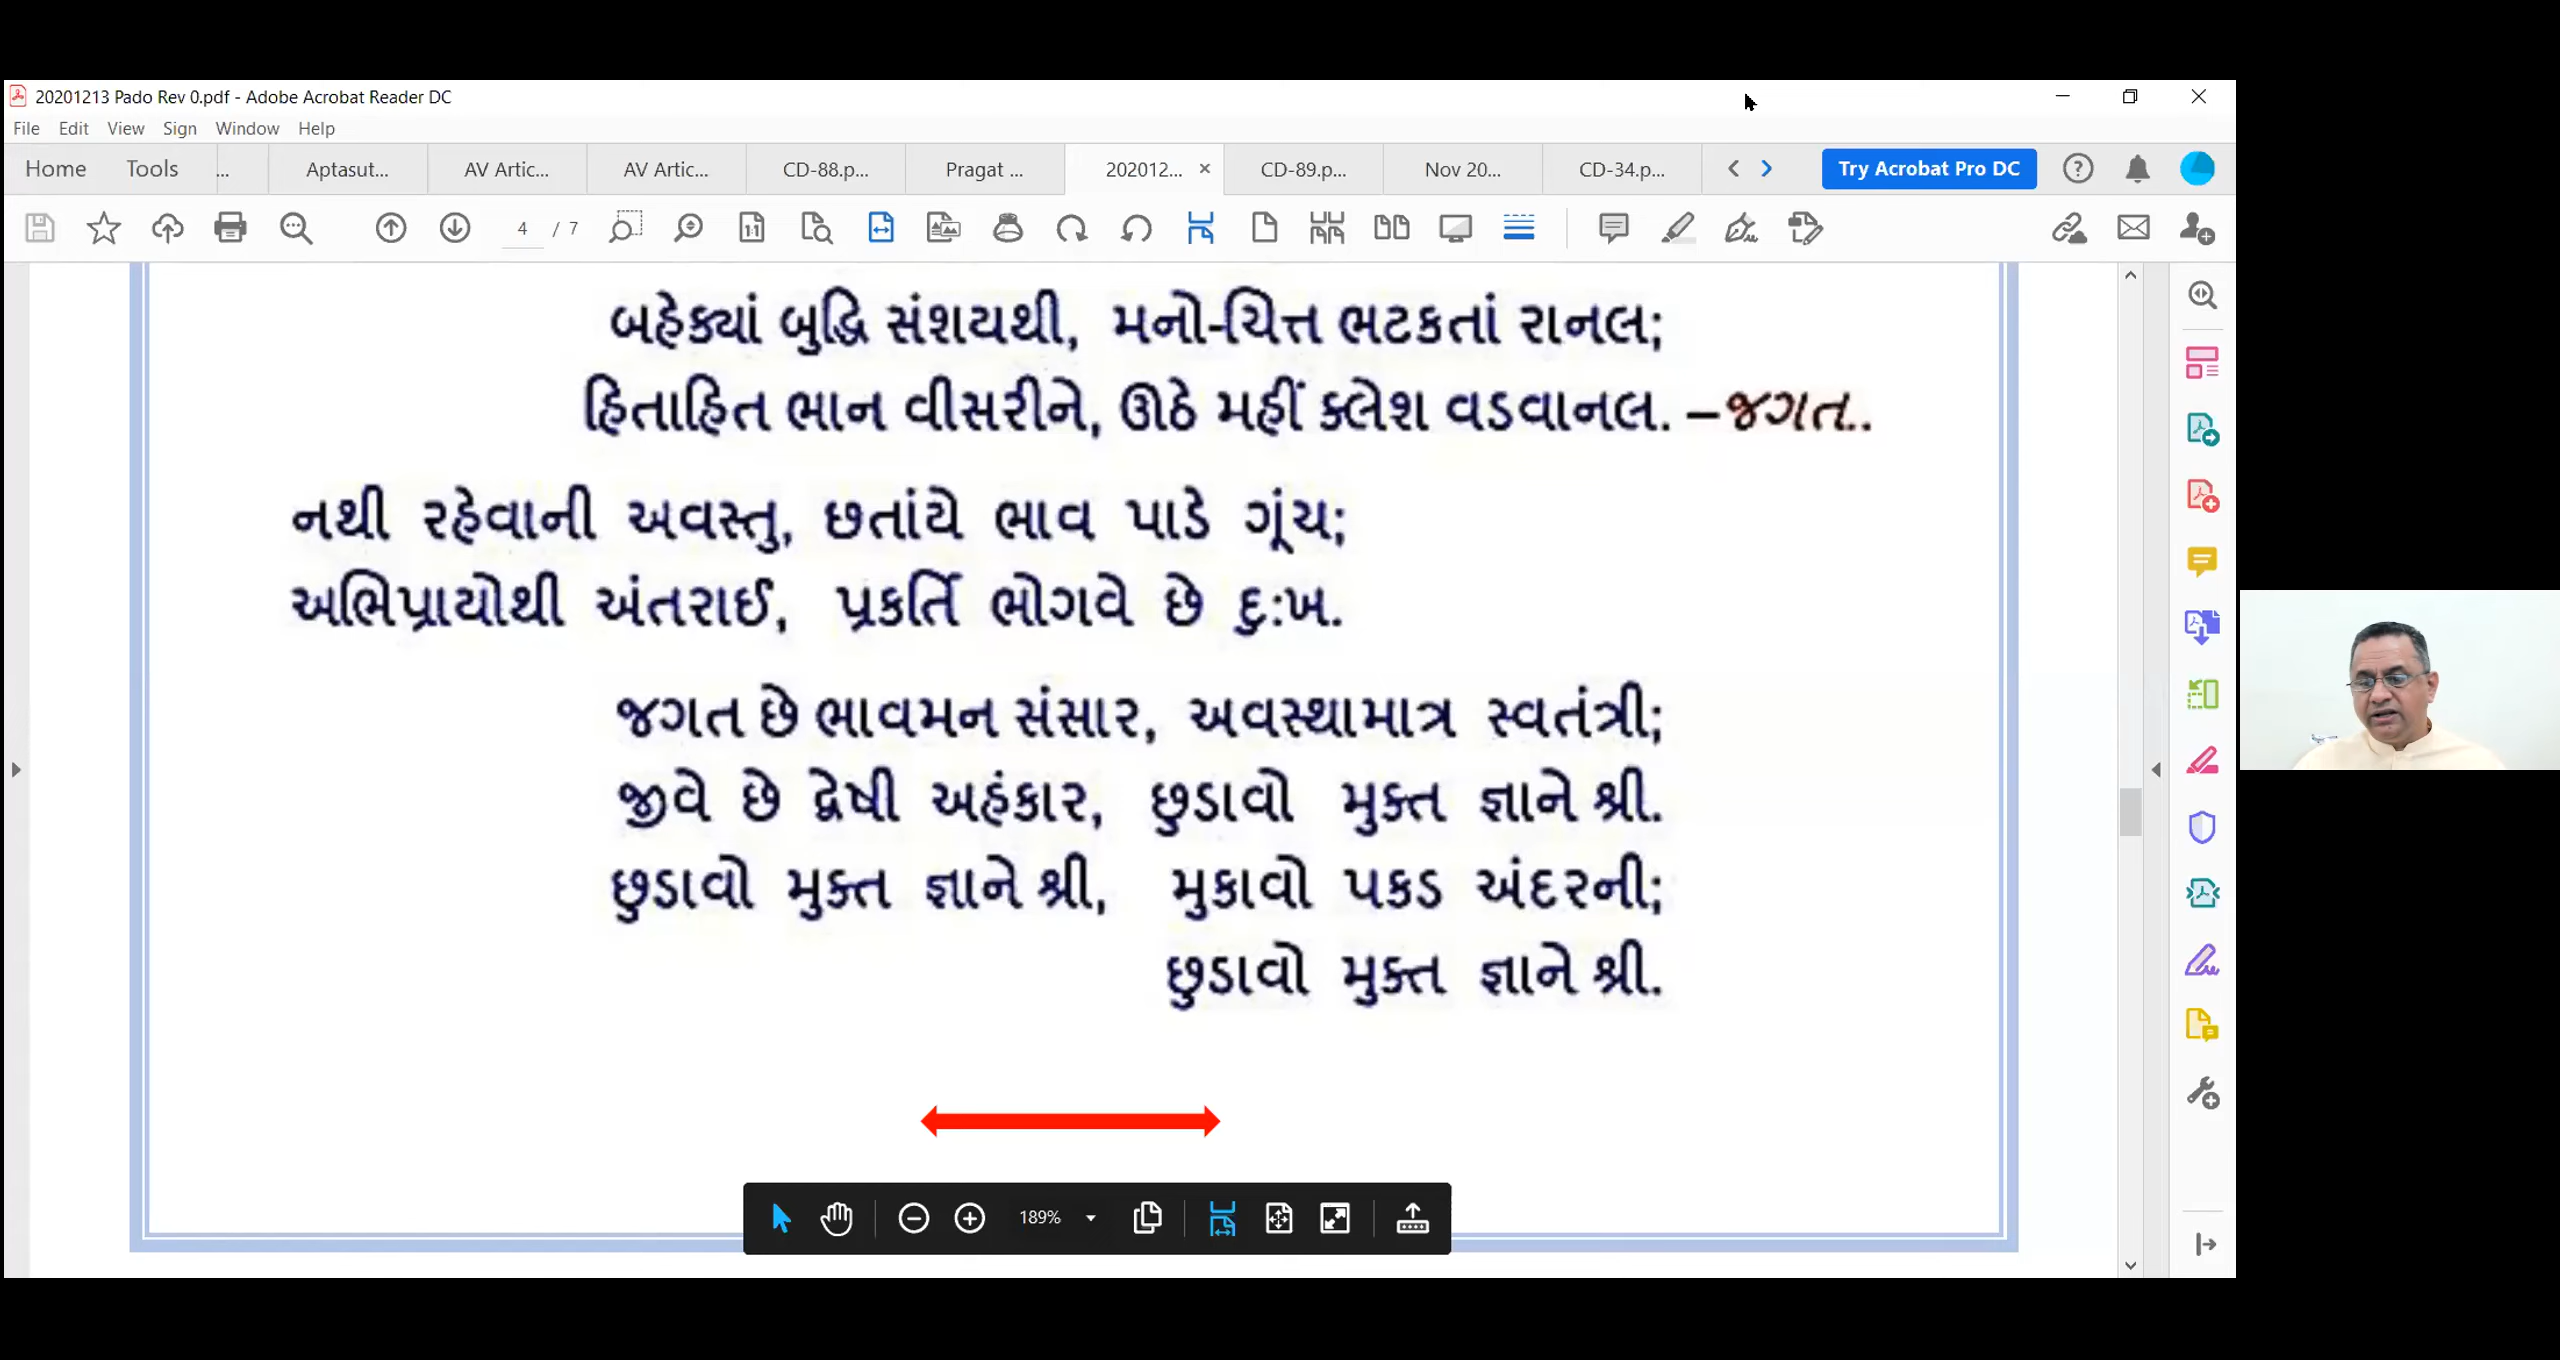 20201213 Pado Rev 0.pdf - Adobe Acrobat Reader DC
File Edit View Sign Window Help
Home Tools ... Aptasut... AV Artic... AV Artic... CD-88.p... Pragat ... 202012... CD-89.p... Nov 20... CD-34.p... Try Acrobat Pro DC
4 / 7
બહેક્યાં બુદ્ધિ સંશયથી, મનો-ચિત્ત ભટકતાં રાનલ;
હિતાહિત ભાન વીસરીને, ઊઠે મહીં ક્લેશ વડવાનલ. –જગત..
નથી રહેવાની અવસ્તુ, છતાંયે ભાવ પાડે ગૂંચ;
અભિપ્રાયોથી અંતરાઈ, પ્રકર્તિ ભોગવે છે દુ:ખ.
જગત છે ભાવમન સંસાર, અવસ્થામાત્ર સ્વતંત્રી;
જીવે છે દ્વેષી અહંકાર, છુડાવો મુક્ત જ્ઞાને શ્રી.
છુડાવો મુક્ત જ્ઞાને શ્રી, મુકાવો પકડ અંદરની;
છુડાવો મુક્ત જ્ઞાને શ્રી.
189%